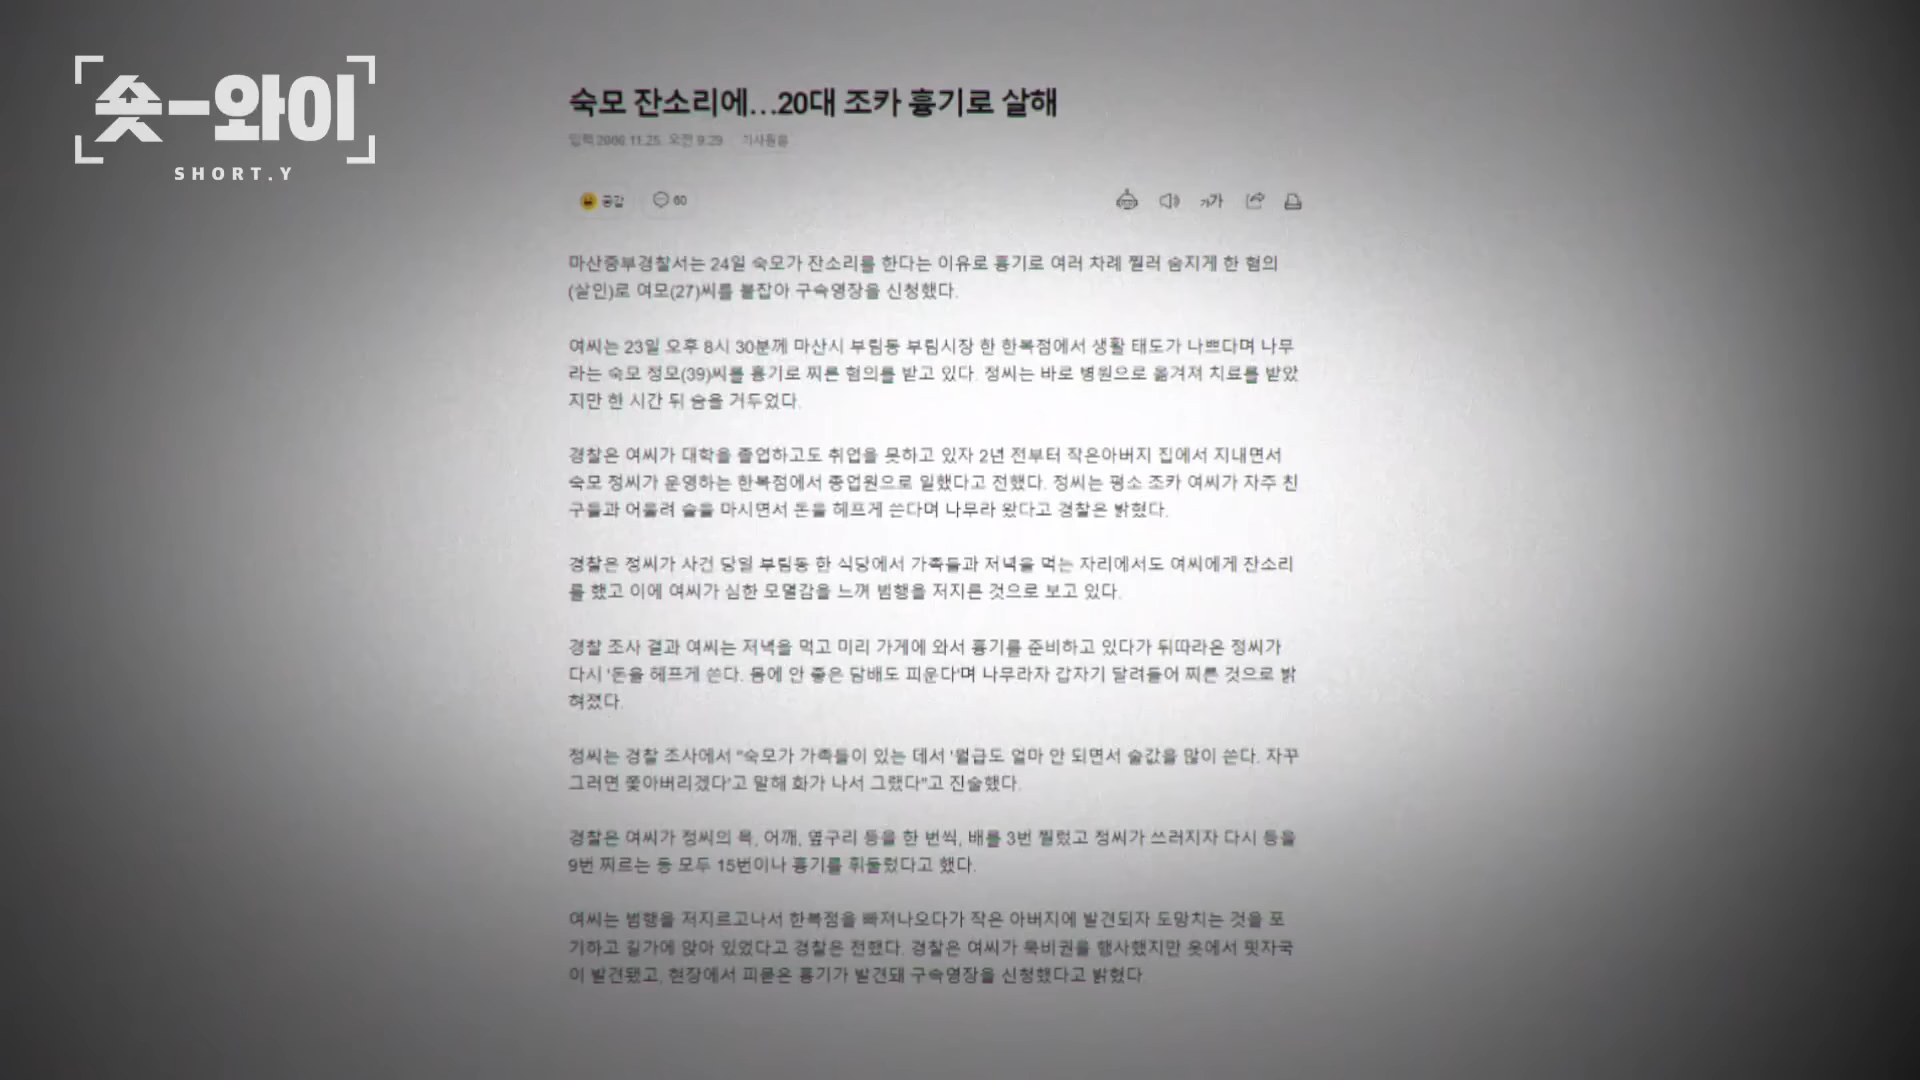 숏-와이
SHORT.Y
숙모 잔소리에...20대 조카 흉기로 살해
입력 2006.11.25. 오전 9:29 기사원문
공감 60
가가
마산중부경찰서는 24일 숙모가 잔소리를 한다는 이유로 흉기로 여러 차례 찔러 숨지게 한 혐의
(살인)로 여모(27)씨를 붙잡아 구속영장을 신청했다.
여씨는 23일 오후 8시 30분께 마산시 부림동 부림시장 한 한복점에서 생활 태도가 나쁘다며 나무
라는 숙모 정모(39)씨를 흉기로 찌른 혐의를 받고 있다. 정씨는 바로 병원으로 옮겨져 치료를 받았
지만 한 시간 뒤 숨을 거두었다.
경찰은 여씨가 대학을 졸업하고도 취업을 못하고 있자 2년 전부터 작은아버지 집에서 지내면서
숙모 정씨가 운영하는 한복점에서 종업원으로 일했다고 전했다. 정씨는 평소 조카 여씨가 자주 친
구들과 어울려 술을 마시면서 돈을 헤프게 쓴다며 나무라 왔다고 경찰은 밝혔다.
경찰은 정씨가 사건 당일 부림동 한 식당에서 가족들과 저녁을 먹는 자리에서도 여씨에게 잔소리
를 했고 이에 여씨가 심한 모멸감을 느껴 범행을 저지른 것으로 보고 있다.
경찰 조사 결과 여씨는 저녁을 먹고 미리 가게에 와서 흉기를 준비하고 있다가 뒤따라온 정씨가
다시 '돈을 헤프게 쓴다. 몸에 안 좋은 담배도 피운다'며 나무라자 갑자기 달려들어 찌른 것으로 밝
혀졌다.
정씨는 경찰 조사에서 "숙모가 가족들이 있는 데서 '월급도 얼마 안 되면서 술값을 많이 쓴다. 자꾸
그러면 쫓아버리겠다'고 말해 화가 나서 그랬다"고 진술했다.
경찰은 여씨가 정씨의 목, 어깨, 옆구리 등을 한 번씩, 배를 3번 찔렀고 정씨가 쓰러지자 다시 등을
9번 찌르는 등 모두 15번이나 흉기를 휘둘렀다고 했다.
여씨는 범행을 저지르고나서 한복점을 빠져나오다가 작은 아버지에 발견되자 도망치는 것을 포
기하고 길가에 앉아 있었다고 경찰은 전했다. 경찰은 여씨가 묵비권을 행사했지만 옷에서 핏자국
이 발견됐고, 현장에서 피묻은 흉기가 발견돼 구속영장을 신청했다고 밝혔다.